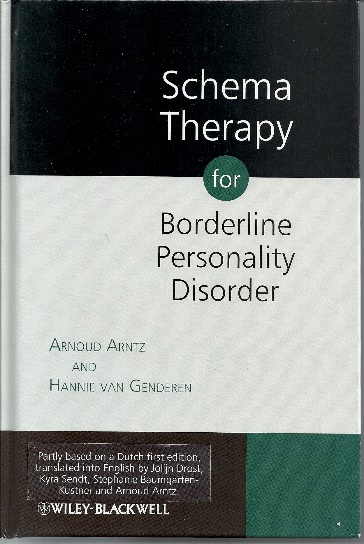 Schema
Therapy
for
Borderline
Personality
Disorder
ARNOUD ARNTZ
AND
HANNIE VAN GENDEREN
Partly based on a Dutch first edition,
translated into English by Jolijn Drost,
Kyra Sendt, Stephanie Baumgarten-
Kustner and Arnoud Arntz
WILEY-BLACKWELL